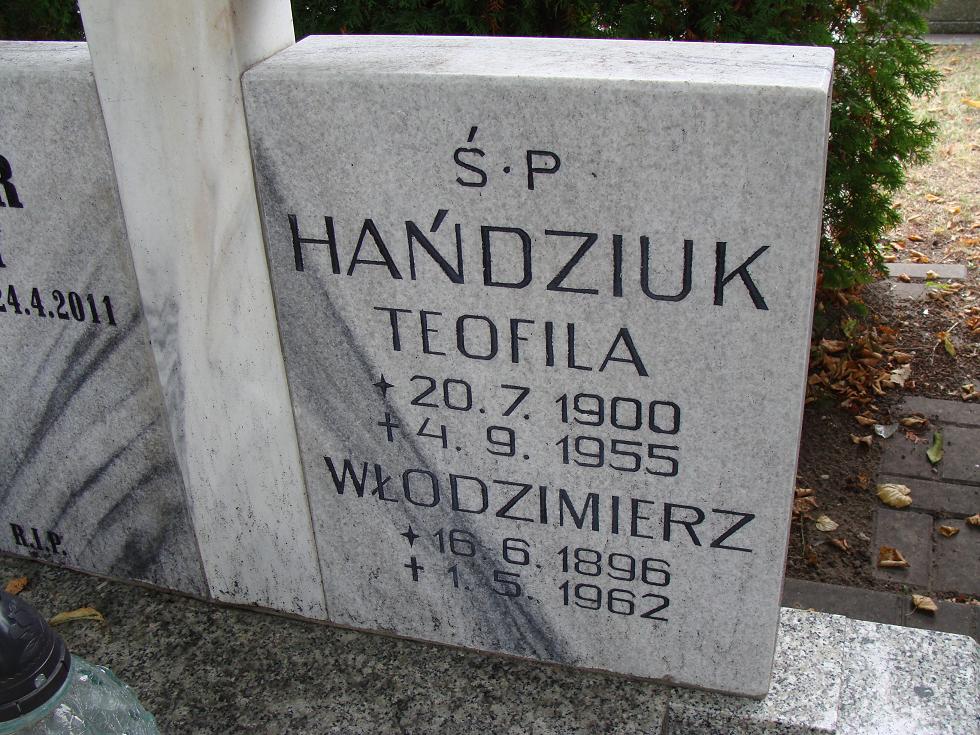 24.4.2011
R.I.P.
Ś.P
HAŃDZIUK
TEOFILA
20.7.1900
† 4.9.1955
WŁODZIMIERZ
16.6.1896
† 1.5.1962